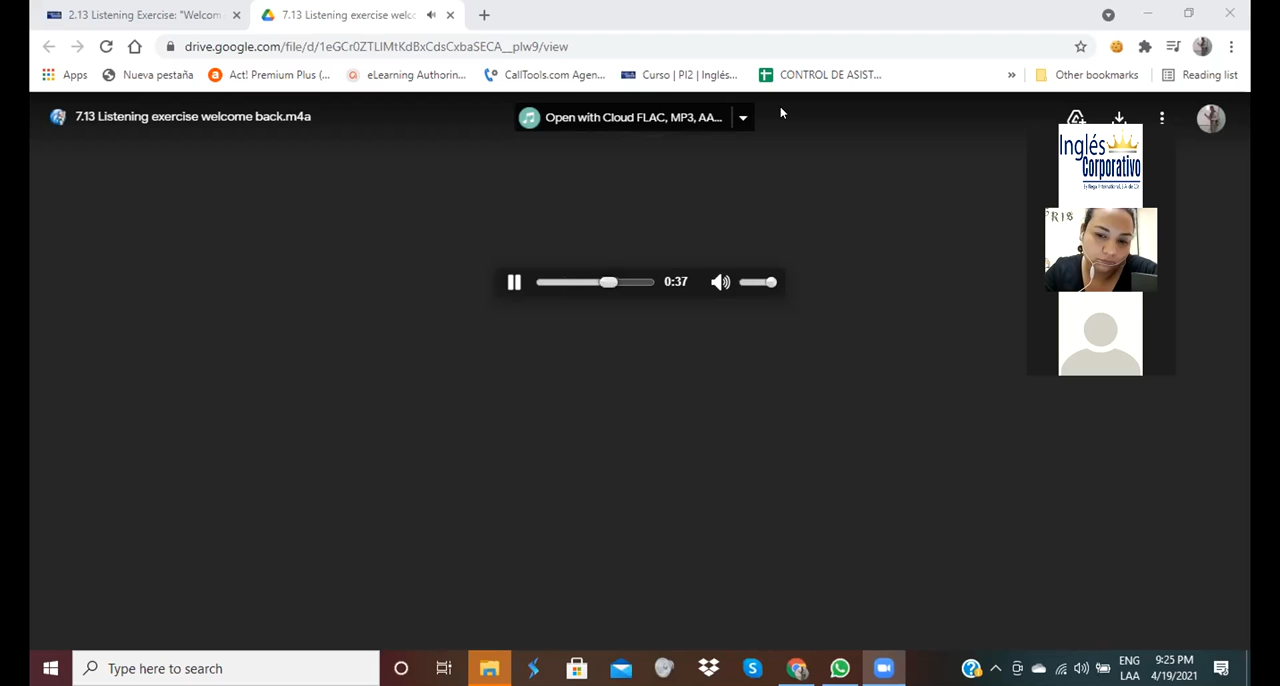 2.13 Listening Exercise: "Welcom
7.13 Listening exercise welc
drive.google.com/file/d/1eGCr0ZTLlMtKdBxCdsCxbaSECA__plw9/view
Apps
Nueva pestaña
Act! Premium Plus (...
eLearning Authorin...
CallTools.com Agen...
Curso | PI2 | Inglés...
CONTROL DE ASIST...
»
Other bookmarks
Reading list
7.13 Listening exercise welcome back.m4a
Open with Cloud FLAC, MP3, AA...
Inglés
Corporativo
0:37
Type here to search
ENG
LAA
9:25 PM
4/19/2021